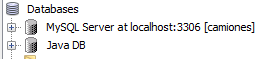 Databases
MySQL Server at localhost:3306 [camiones]
Java DB